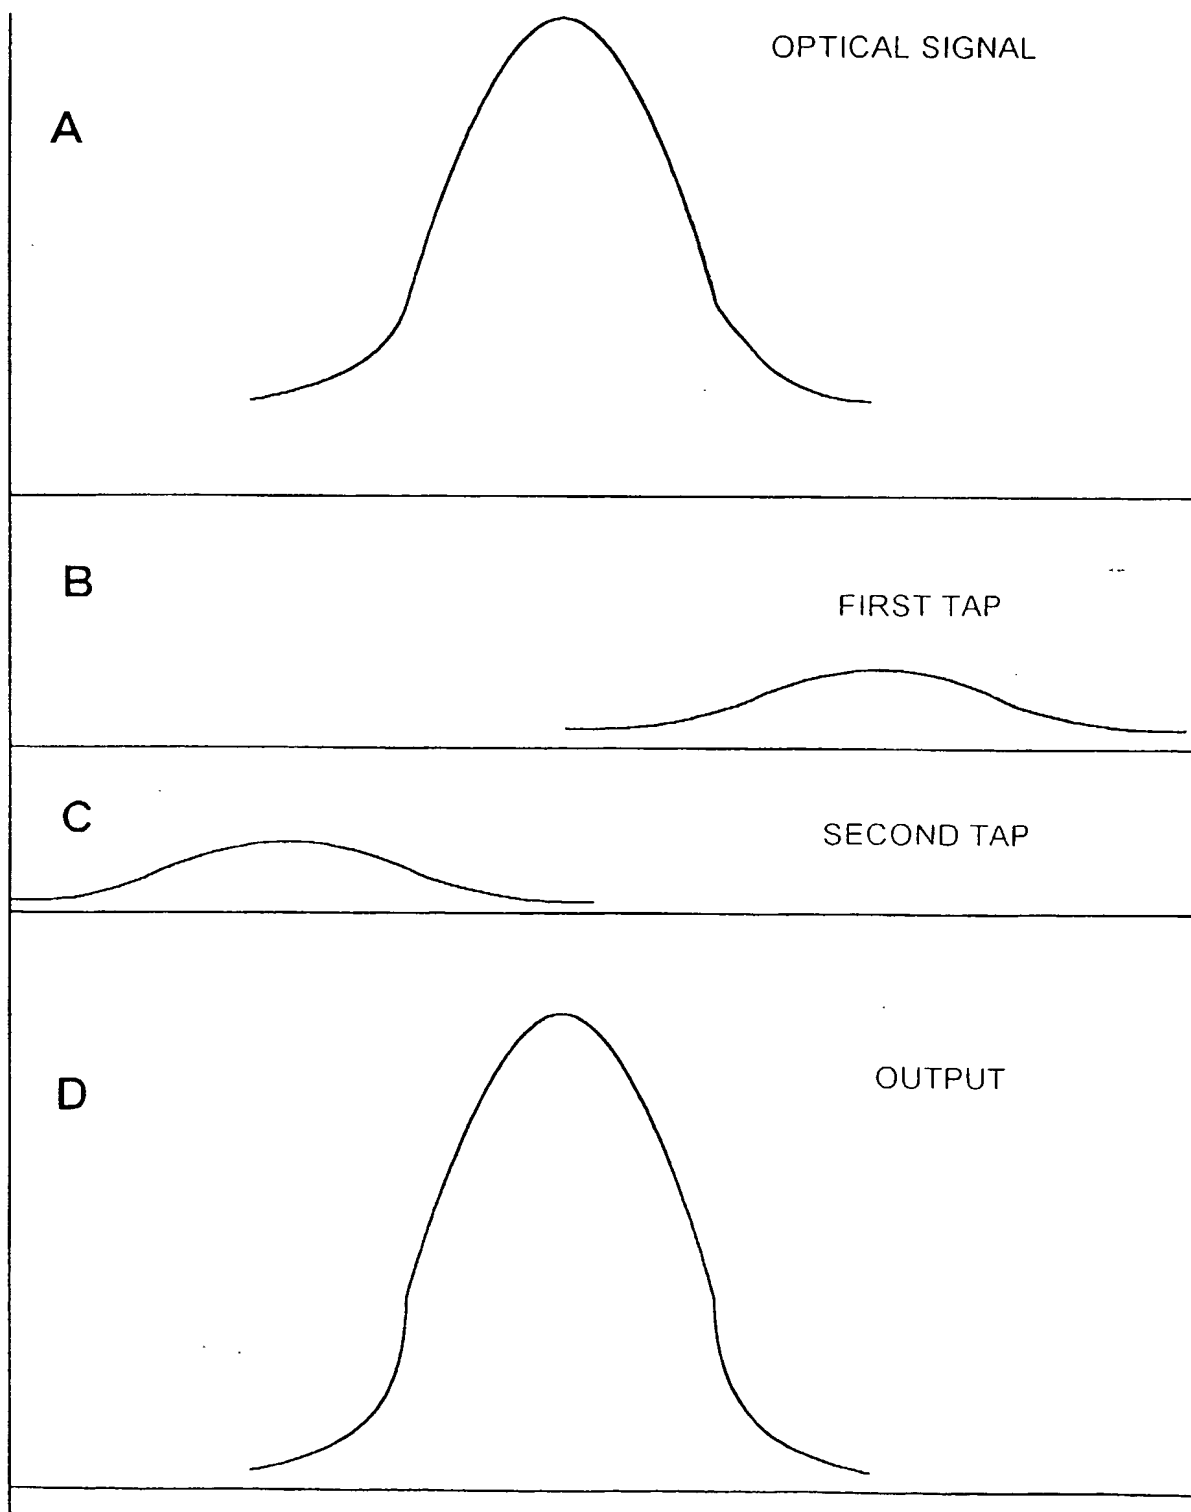 OPTICAL SIGNAL
A
B
FIRST TAP
C
SECOND TAP
D
OUTPUT